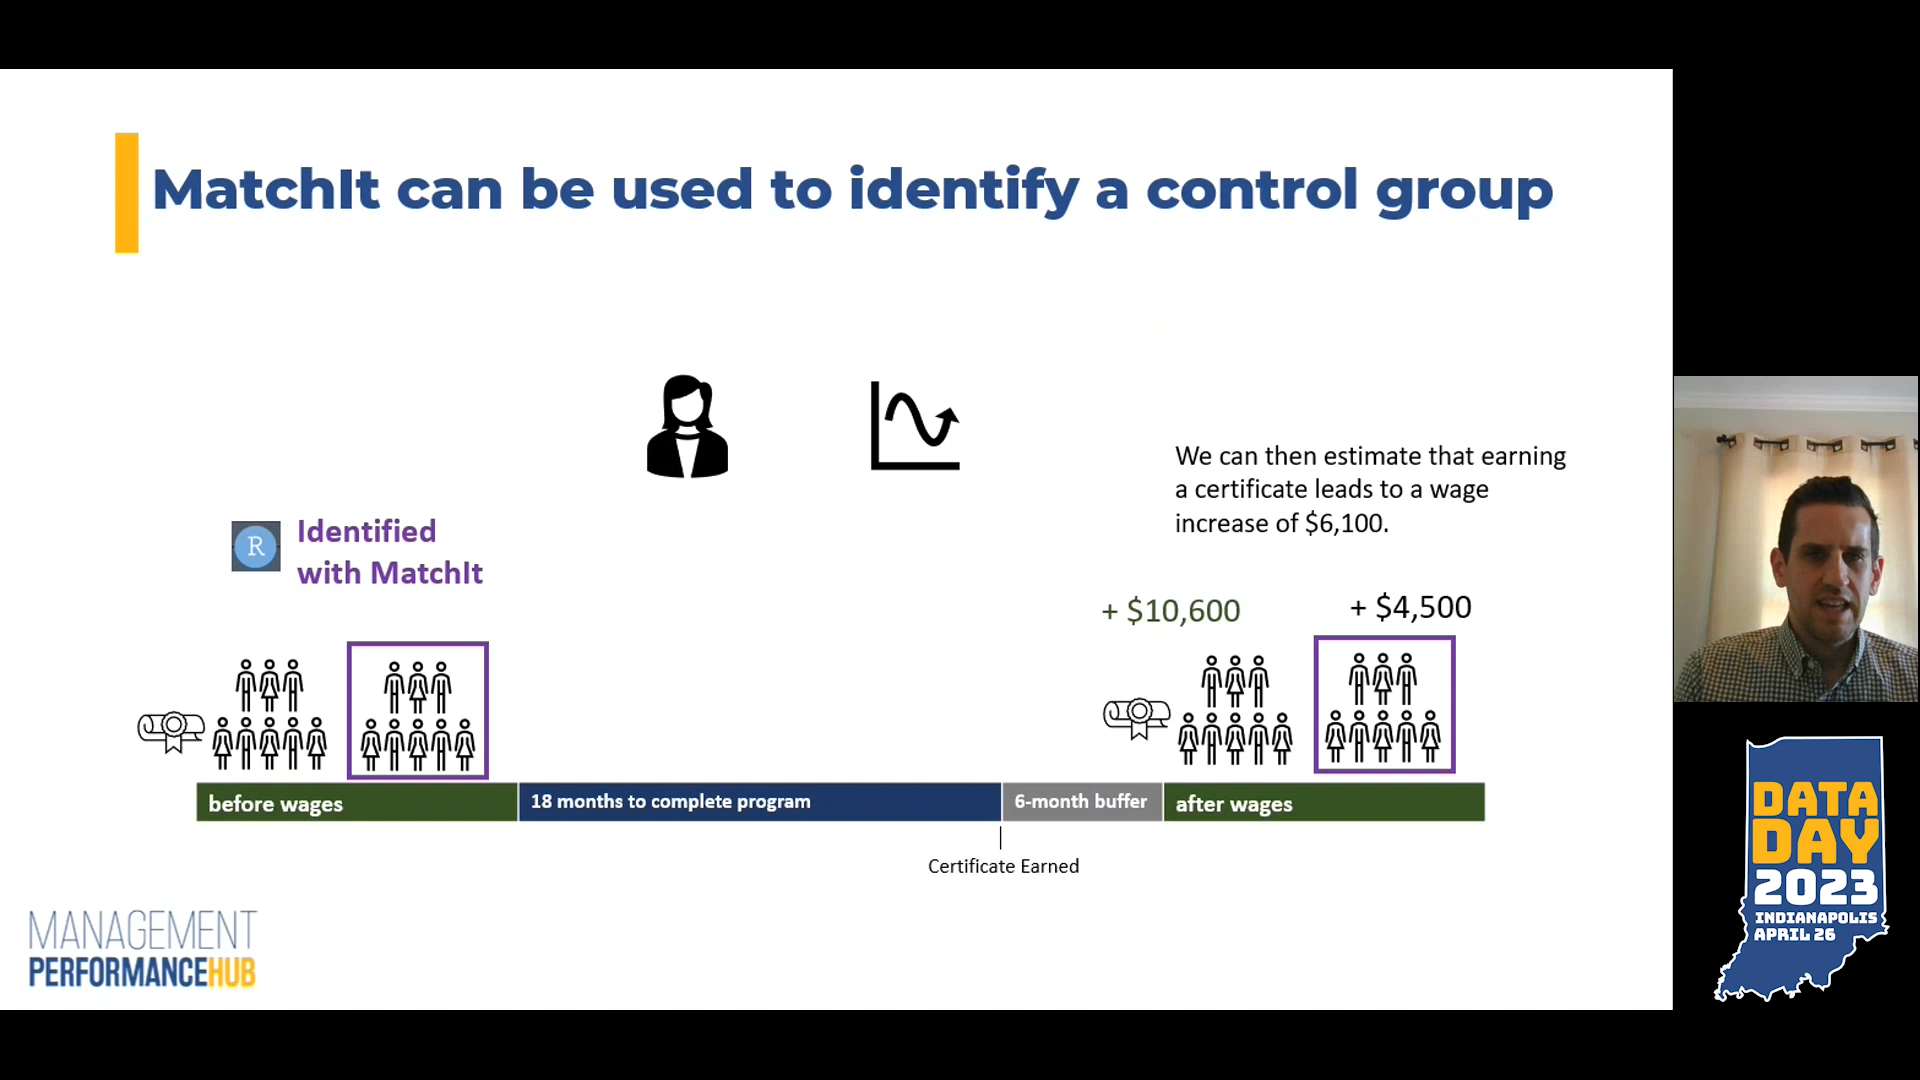 MatchIt can be used to identify a control group
We can then estimate that earning
a certificate leads to a wage
increase of $6,100.
R
Identified
with MatchIt
+ $10,600
+ $4,500
before wages
18 months to complete program
6-month buffer
after wages
Certificate Earned
MANAGEMENT
PERFORMANCEHUB
DATA
DAY
2023
INDIANAPOLIS
APRIL 26